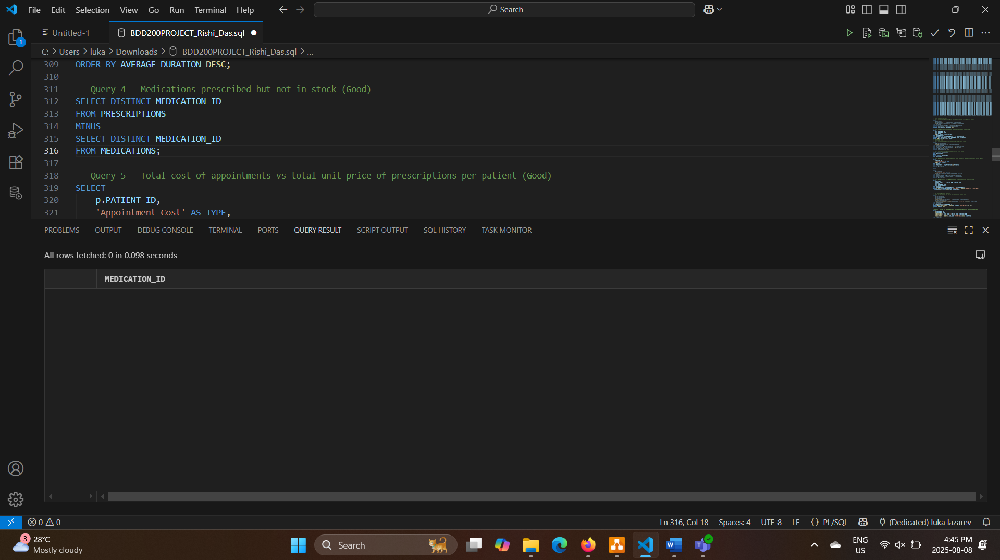 File Edit Selection View Go Run Terminal Help
Search
1
Untitled-1
BDD200PROJECT_Rishi_Das.sql
C: > Users > luka > Downloads > BDD200PROJECT_Rishi_Das.sql > ...
309 ORDER BY AVERAGE_DURATION DESC;
310
311 -- Query 4 – Medications prescribed but not in stock (Good)
312 SELECT DISTINCT MEDICATION_ID
313 FROM PRESCRIPTIONS
314 MINUS
315 SELECT DISTINCT MEDICATION_ID
316 FROM MEDICATIONS;
317
318 -- Query 5 – Total cost of appointments vs total unit price of prescriptions per patient (Good)
319 SELECT
320 p.PATIENT_ID,
321 'Appointment Cost' AS TYPE,
PROBLEMS OUTPUT DEBUG CONSOLE TERMINAL PORTS QUERY RESULT SCRIPT OUTPUT SQL HISTORY TASK MONITOR
All rows fetched: 0 in 0.098 seconds
MEDICATION_ID
0 0
Ln 316, Col 18 Spaces: 4 UTF-8 LF {} PL/SQL (Dedicated) luka lazarev
3
28°C
Mostly cloudy
Search
ENG
US
4:45 PM
2025-08-08